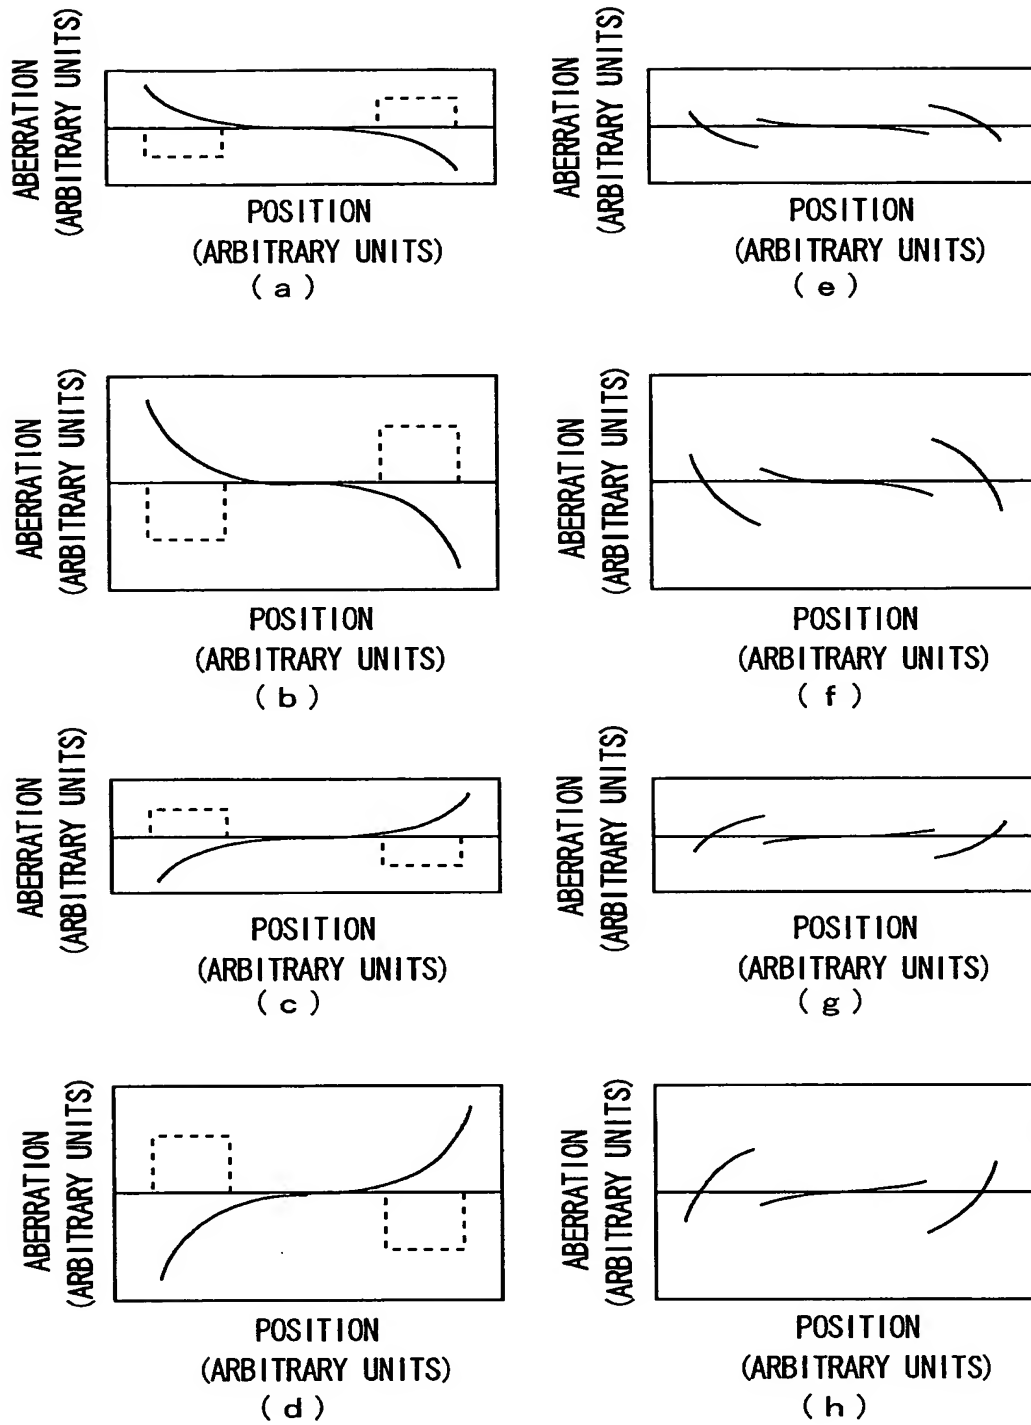 ABERRATION
(ARBITRARY UNITS)
POSITION
(ARBITRARY UNITS)
( a )
ABERRATION
(ARBITRARY UNITS)
POSITION
(ARBITRARY UNITS)
( e )
ABERRATION
(ARBITRARY UNITS)
POSITION
(ARBITRARY UNITS)
( b )
ABERRATION
(ARBITRARY UNITS)
POSITION
(ARBITRARY UNITS)
( f )
ABERRATION
(ARBITRARY UNITS)
POSITION
(ARBITRARY UNITS)
( c )
ABERRATION
(ARBITRARY UNITS)
POSITION
(ARBITRARY UNITS)
( g )
ABERRATION
(ARBITRARY UNITS)
POSITION
(ARBITRARY UNITS)
( d )
ABERRATION
(ARBITRARY UNITS)
POSITION
(ARBITRARY UNITS)
( h )